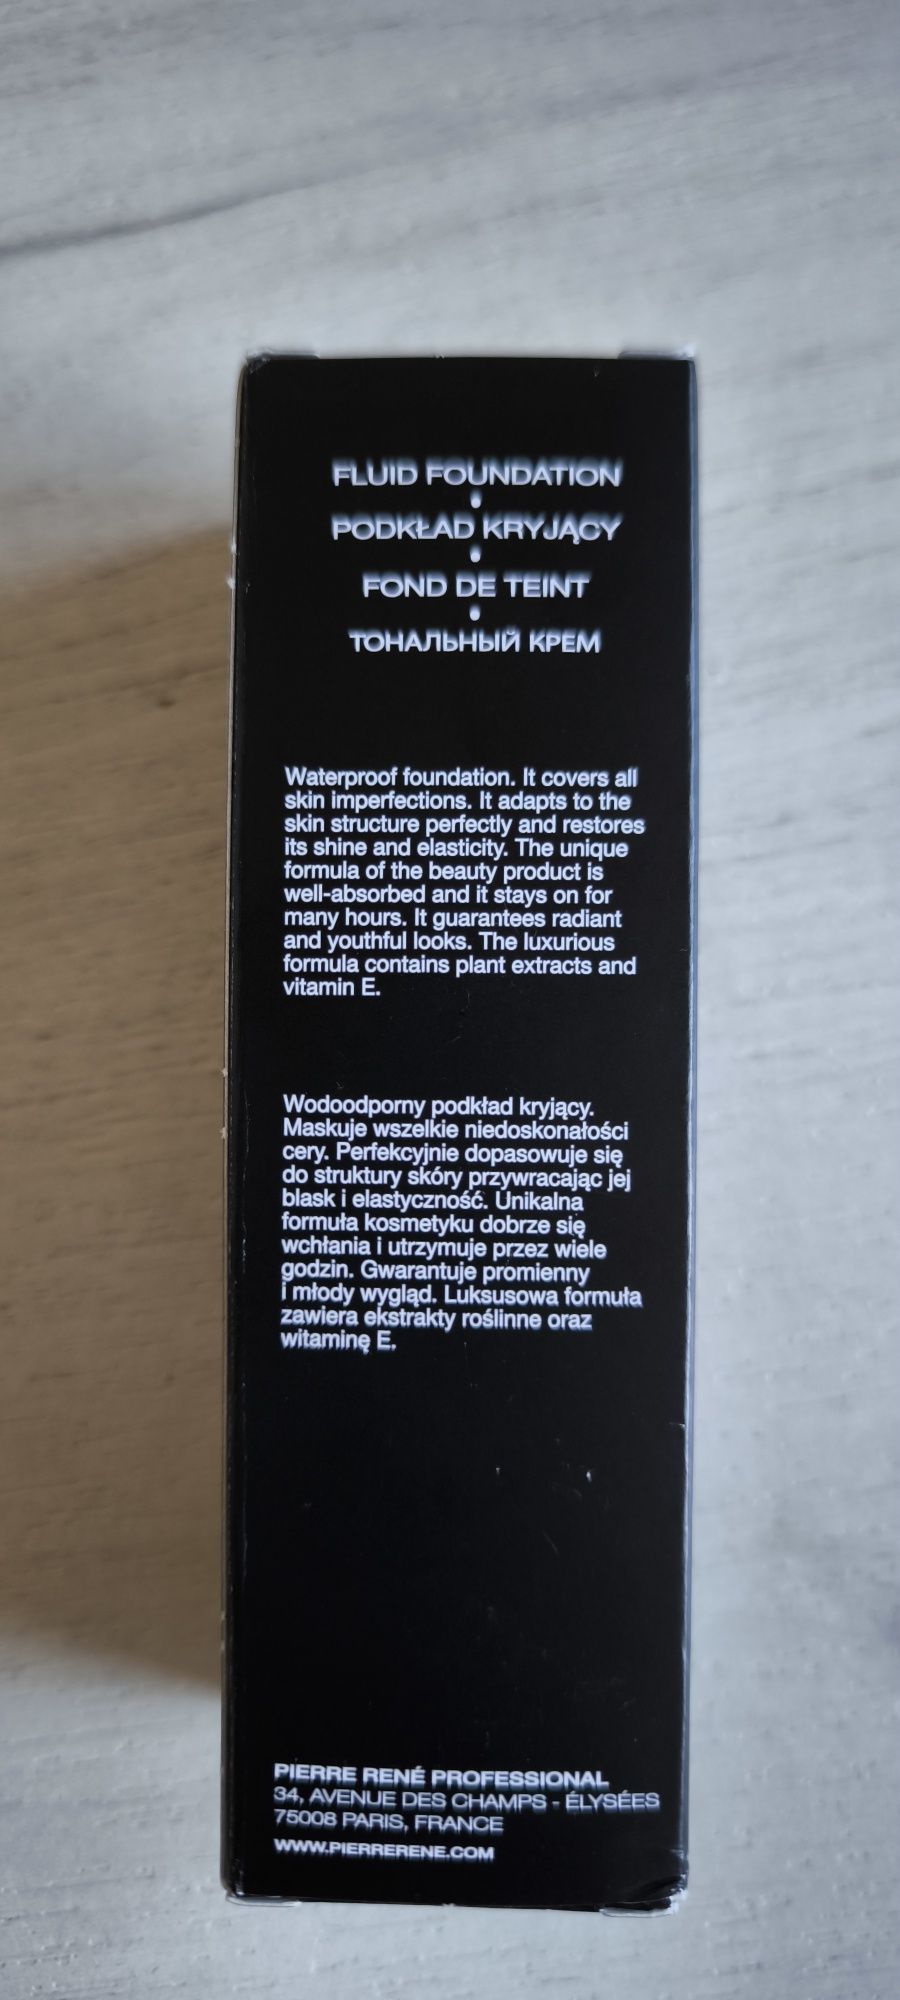 FLUID FOUNDATION
•
PODKŁAD KRYJĄCY
•
FOND DE TEINT
•
ТОНАЛЬНЫЙ КРЕМ
Waterproof foundation. It covers all
skin imperfections. It adapts to the
skin structure perfectly and restores
its shine and elasticity. The unique
formula of the beauty product is
well-absorbed and it stays on for
many hours. It guarantees radiant
and youthful looks. The luxurious
formula contains plant extracts and
vitamin E.
Wodoodporny podkład kryjący.
Maskuje wszelkie niedoskonałości
cery. Perfekcyjnie dopasowuje się
do struktury skóry przywracając jej
blask i elastyczność. Unikalna
formuła kosmetyku dobrze się
wchłania i utrzymuje przez wiele
godzin. Gwarantuje promienny
i młody wygląd. Luksusowa formuła
zawiera ekstrakty roślinne oraz
witaminę E.
PIERRE RENÉ PROFESSIONAL
34, AVENUE DES CHAMPS - ÉLYSÉES
75008 PARIS, FRANCE
WWW.PIERRERENE.COM